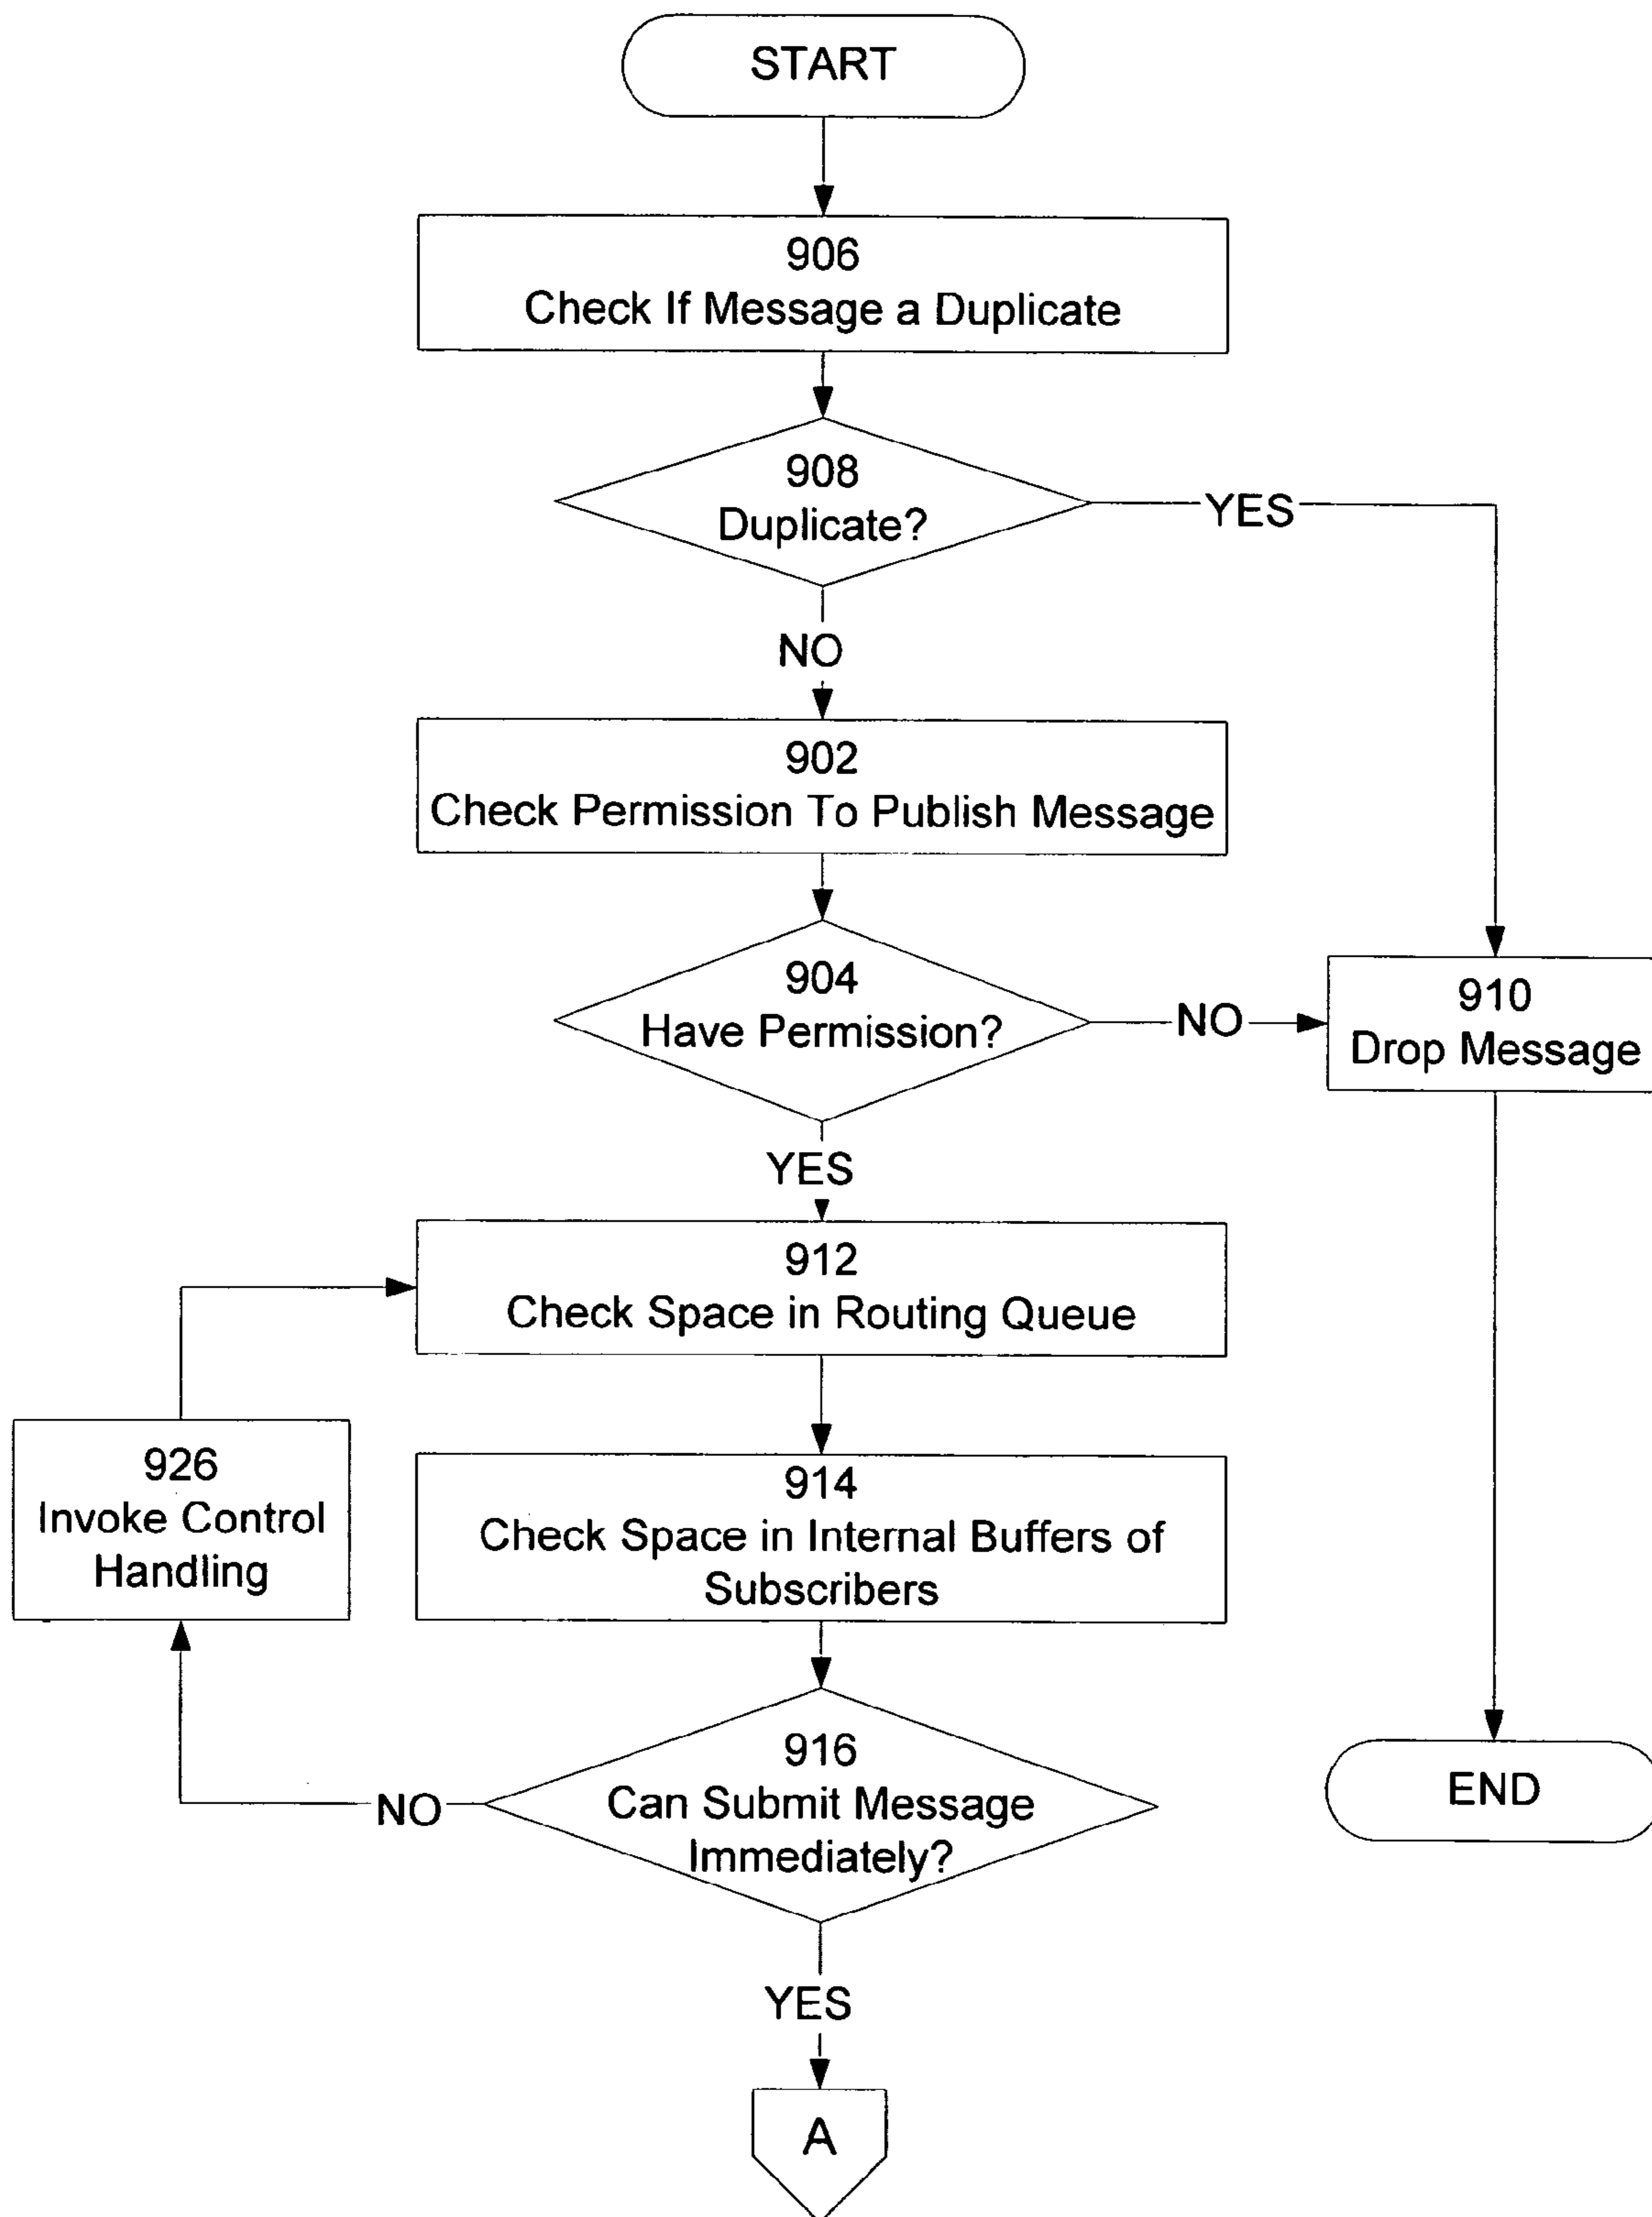 START
906
Check If Message a Duplicate
908
Duplicate?
YES
NO
902
Check Permission To Publish Message
904
Have Permission?
NO
910
Drop Message
YES
912
Check Space in Routing Queue
926
Invoke Control
Handling
914
Check Space in Internal Buffers of
Subscribers
916
Can Submit Message
Immediately?
NO
END
YES
A